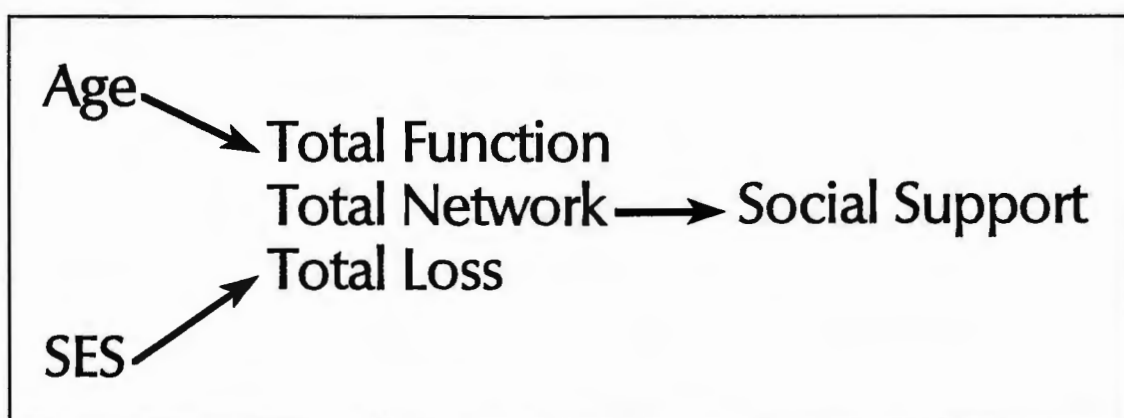 Age
Total Function
Total Network
Social Support
Total Loss
SES